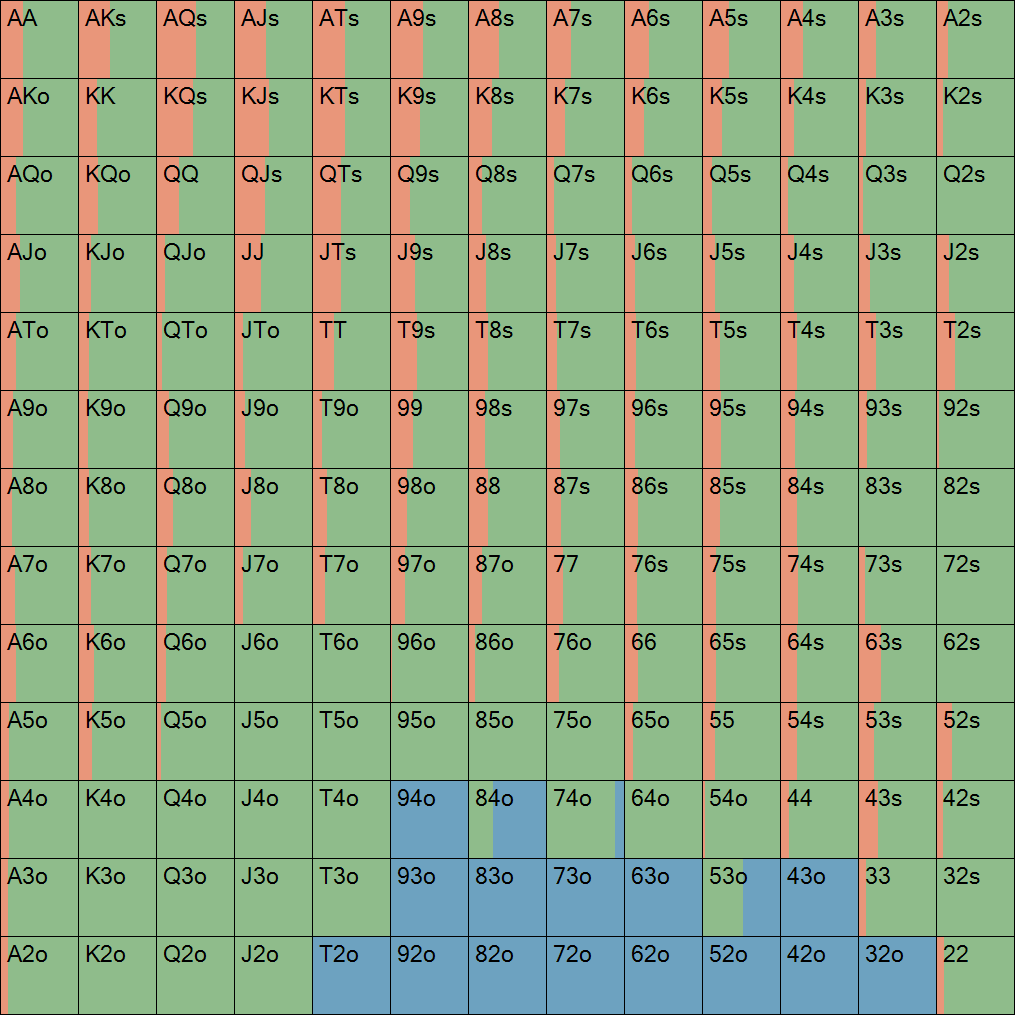 AA AKs AQs AJs ATs A9s A8s A7s A6s A5s A4s A3s A2s
AKo KK KQs KJs KTs K9s K8s K7s K6s K5s K4s K3s K2s
AQo KQo QQ QJs QTs Q9s Q8s Q7s Q6s Q5s Q4s Q3s Q2s
AJo KJo QJo JJ JTs J9s J8s J7s J6s J5s J4s J3s J2s
ATo KTo QTo JTo TT T9s T8s T7s T6s T5s T4s T3s T2s
A9o K9o Q9o J9o T9o 99 98s 97s 96s 95s 94s 93s 92s
A8o K8o Q8o J8o T8o 98o 88 87s 86s 85s 84s 83s 82s
A7o K7o Q7o J7o T7o 97o 87o 77 76s 75s 74s 73s 72s
A6o K6o Q6o J6o T6o 96o 86o 76o 66 65s 64s 63s 62s
A5o K5o Q5o J5o T5o 95o 85o 75o 65o 55 54s 53s 52s
A4o K4o Q4o J4o T4o 94o 84o 74o 64o 54o 44 43s 42s
A3o K3o Q3o J3o T3o 93o 83o 73o 63o 53o 43o 33 32s
A2o K2o Q2o J2o T2o 92o 82o 72o 62o 52o 42o 32o 22